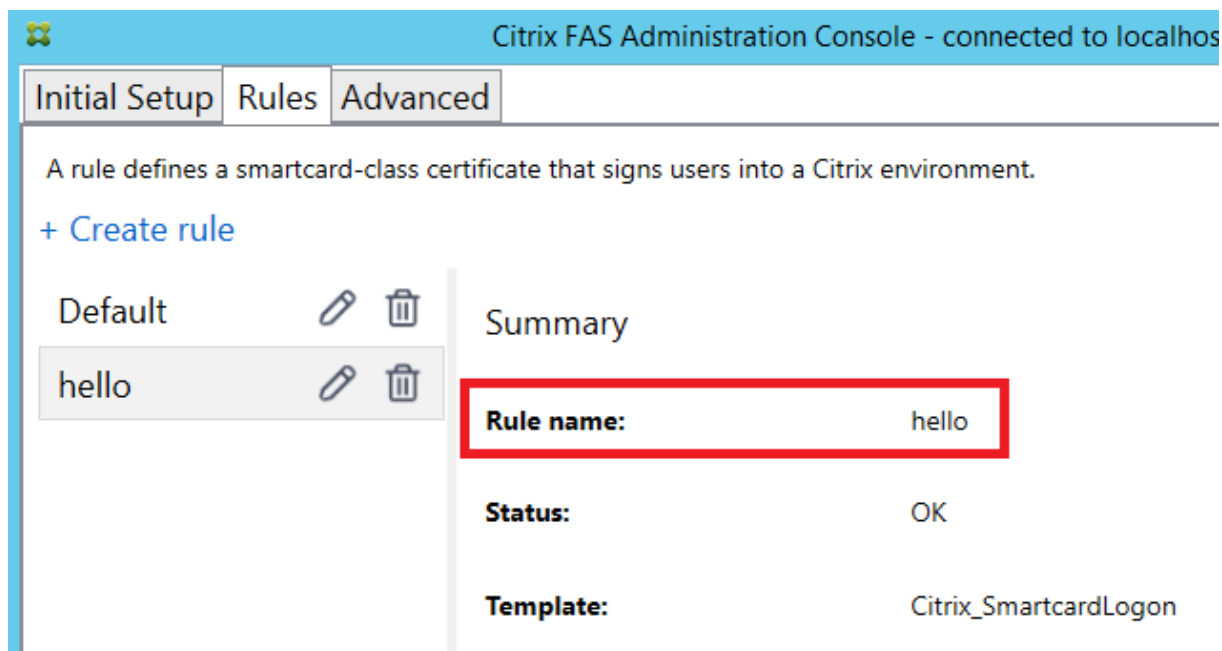 Citrix FAS Administration Console - connected to localhos
Initial Setup Rules Advanced
A rule defines a smartcard-class certificate that signs users into a Citrix environment.
+ Create rule
Default
hello
Summary
Rule name: hello
Status: OK
Template: Citrix_SmartcardLogon